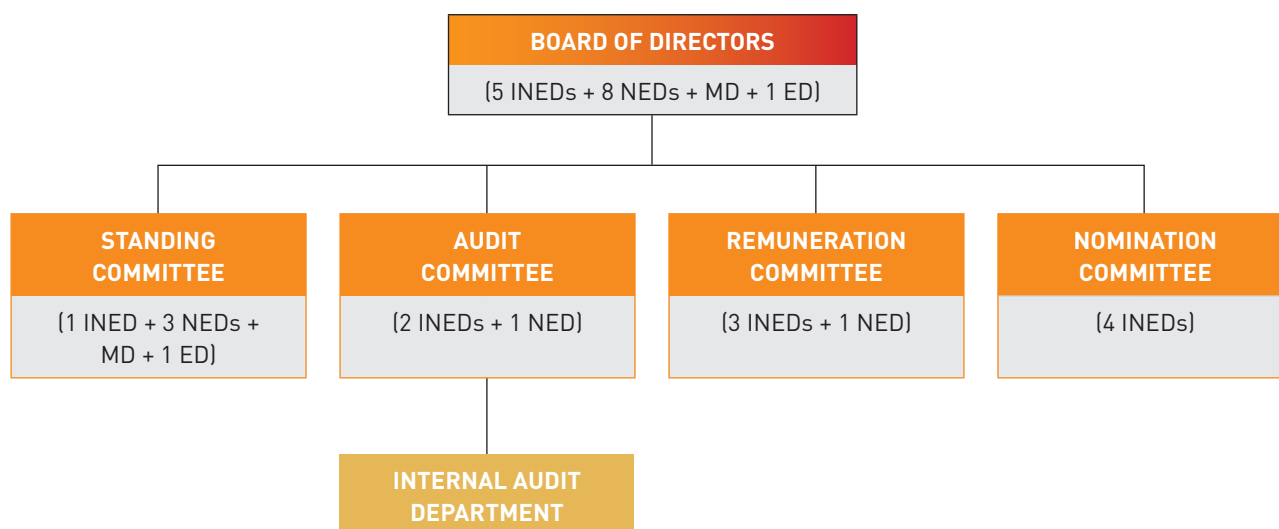 BOARD OF DIRECTORS
(5 INEDs + 8 NEDs + MD + 1 ED)
STANDING
COMMITTEE
(1 INED + 3 NEDs +
MD + 1 ED)
AUDIT
COMMITTEE
(2 INEDs + 1 NED)
REMUNERATION
COMMITTEE
(3 INEDs + 1 NED)
NOMINATION
COMMITTEE
(4 INEDs)
INTERNAL AUDIT
DEPARTMENT